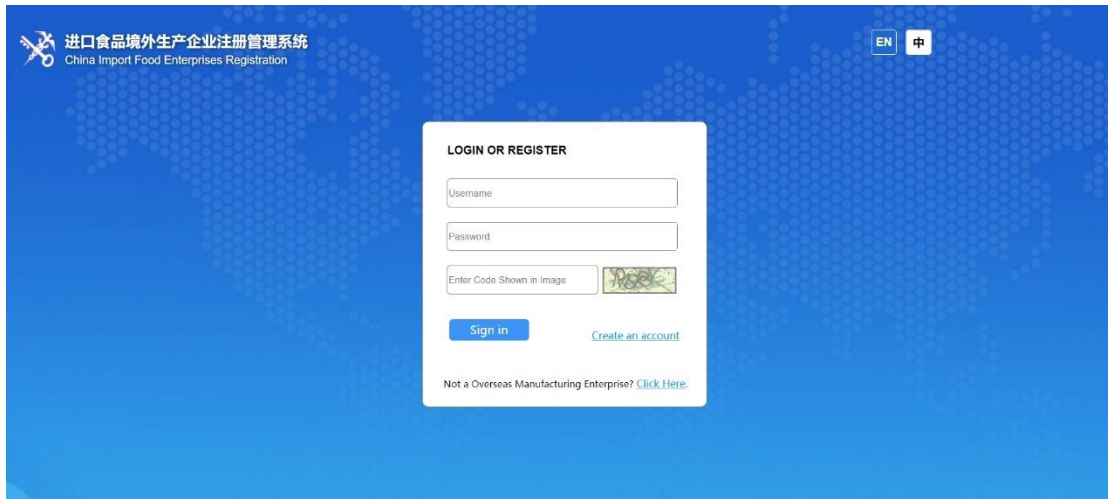 进口食品境外生产企业注册管理系统
China Import Food Enterprises Registration
EN 中
LOGIN OR REGISTER
Username
Password
Enter Code Shown in Image
Sign in
Create an account
Not a Overseas Manufacturing Enterprise? Click Here.